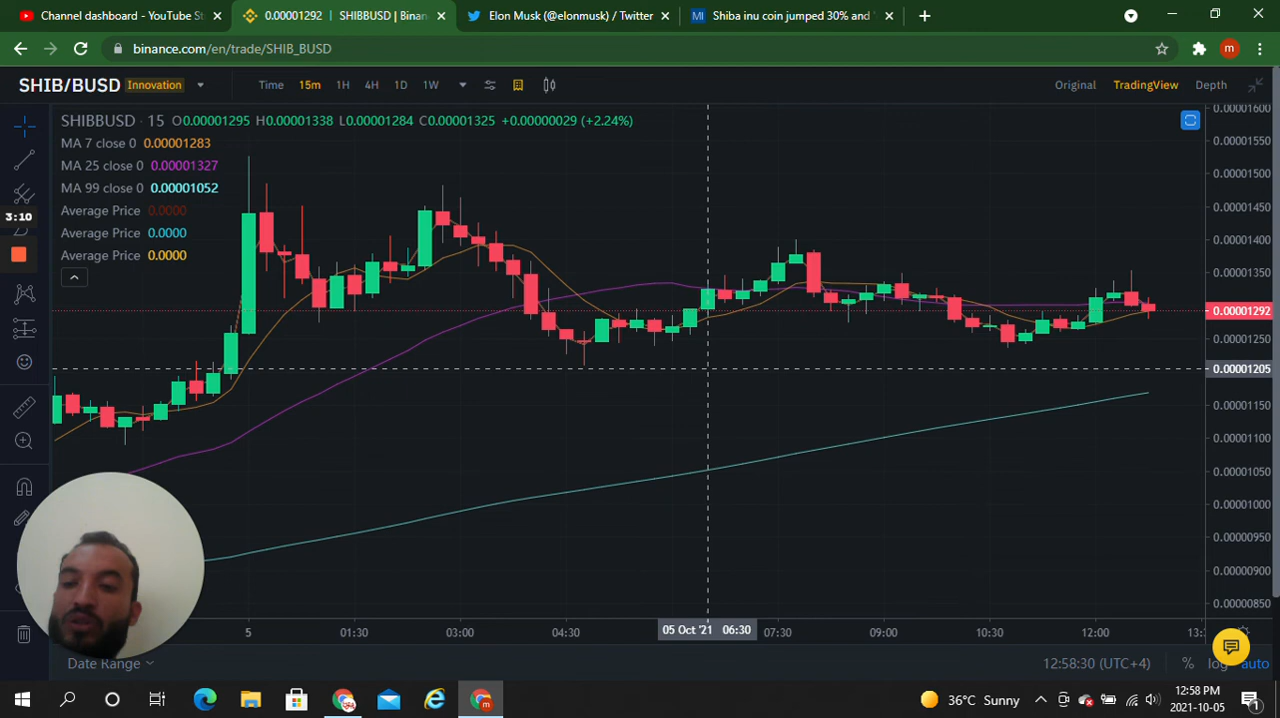 Channel dashboard - YouTube St
0.00001292 | SHIBBUSD | Binan
Elon Musk (@elonmusk) / Twitter
MI Shiba inu coin jumped 30% and
binance.com/en/trade/SHIB_BUSD
m
SHIB/BUSD Innovation
Time 15m 1H 4H 1D 1W
Original TradingView Depth
SHIBBUSD · 15 O0.00001295 H0.00001338 L0.00001284 C0.00001325 +0.00000029 (+2.24%)
MA 7 close 0 0.00001283
MA 25 close 0 0.00001327
MA 99 close 0 0.00001052
Average Price 0.0000
Average Price 0.0000
Average Price 0.0000
3:10
0.00001600
0.00001550
0.00001500
0.00001450
0.00001400
0.00001350
0.00001292
0.00001250
0.00001205
0.00001150
0.00001100
0.00001050
0.00001000
0.00000950
0.00000900
0.00000850
5 01:30 03:00 04:30 05 Oct '21 06:30 07:30 09:00 10:30 12:00 13:
Date Range
12:58:30 (UTC+4) % log auto
36°C Sunny
12:58 PM
2021-10-05
1